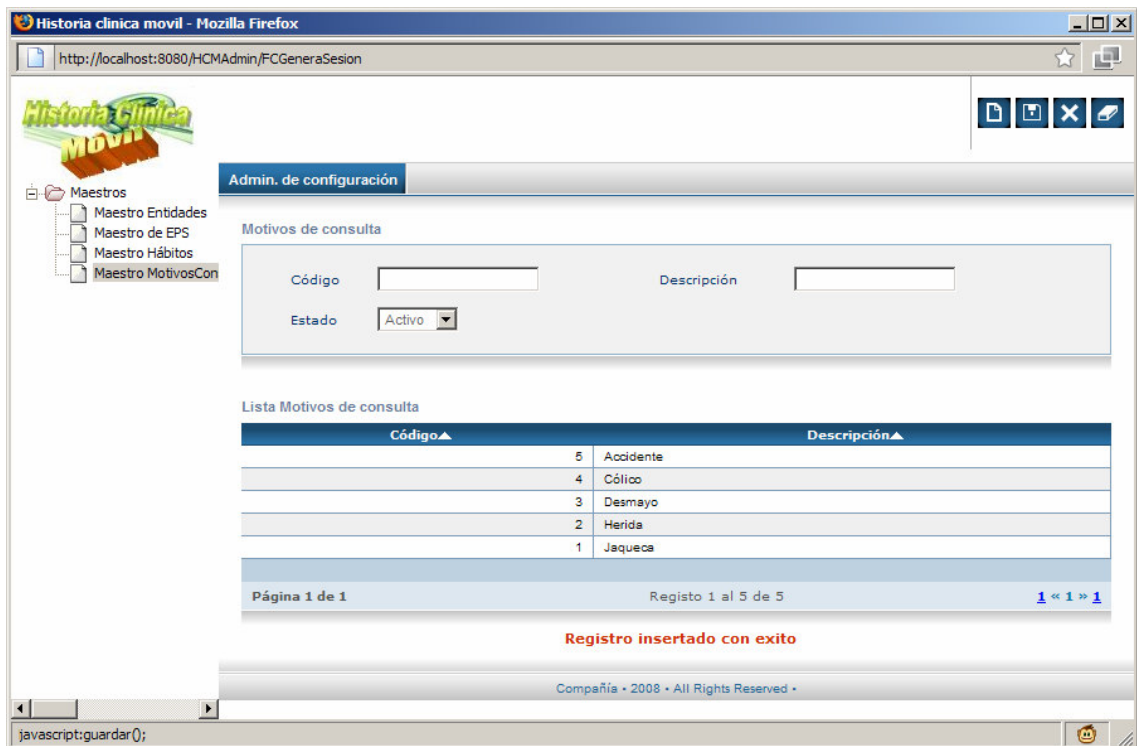 Historia clinica movil - Mozilla Firefox
http://localhost:8080/HCMAdmin/FCGeneraSesion
Historia Clínica
Móvil
Maestros
Maestro Entidades
Maestro de EPS
Maestro Hábitos
Maestro MotivosCon
Admin. de configuración
Motivos de consulta
Código
Descripción
Estado Activo
Lista Motivos de consulta
Código Descripción
5 Accidente
4 Cólico
3 Desmayo
2 Herida
1 Jaqueca
Página 1 de 1 Registo 1 al 5 de 5 1 « 1 » 1
Registro insertado con exito
Compañía • 2008 • All Rights Reserved •
javascript:guardar();